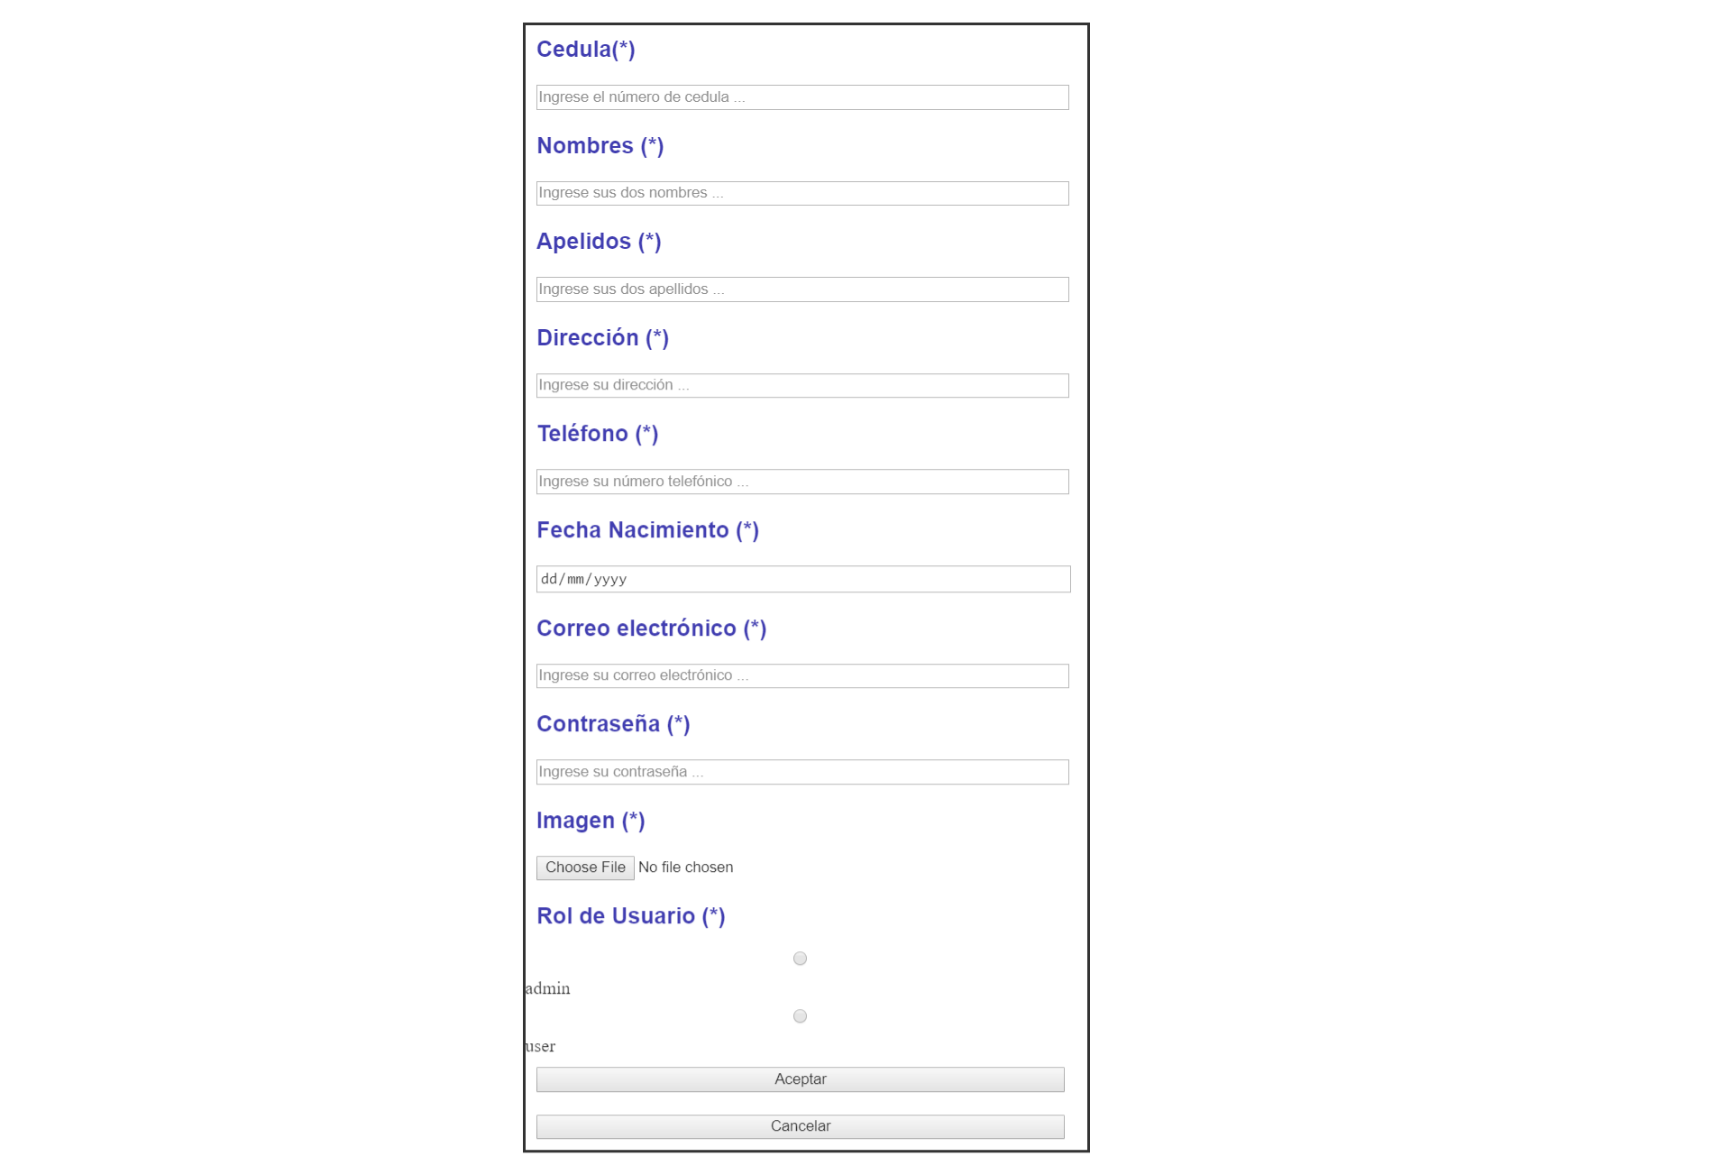 Cedula(*)
Ingrese el número de cedula ...
Nombres (*)
Ingrese sus dos nombres ...
Apelidos (*)
Ingrese sus dos apellidos ...
Dirección (*)
Ingrese su dirección ...
Teléfono (*)
Ingrese su número telefónico ...
Fecha Nacimiento (*)
dd/mm/yyyy
Correo electrónico (*)
Ingrese su correo electrónico ...
Contraseña (*)
Ingrese su contraseña ...
Imagen (*)
Choose File No file chosen
Rol de Usuario (*)
admin
user
Aceptar
Cancelar